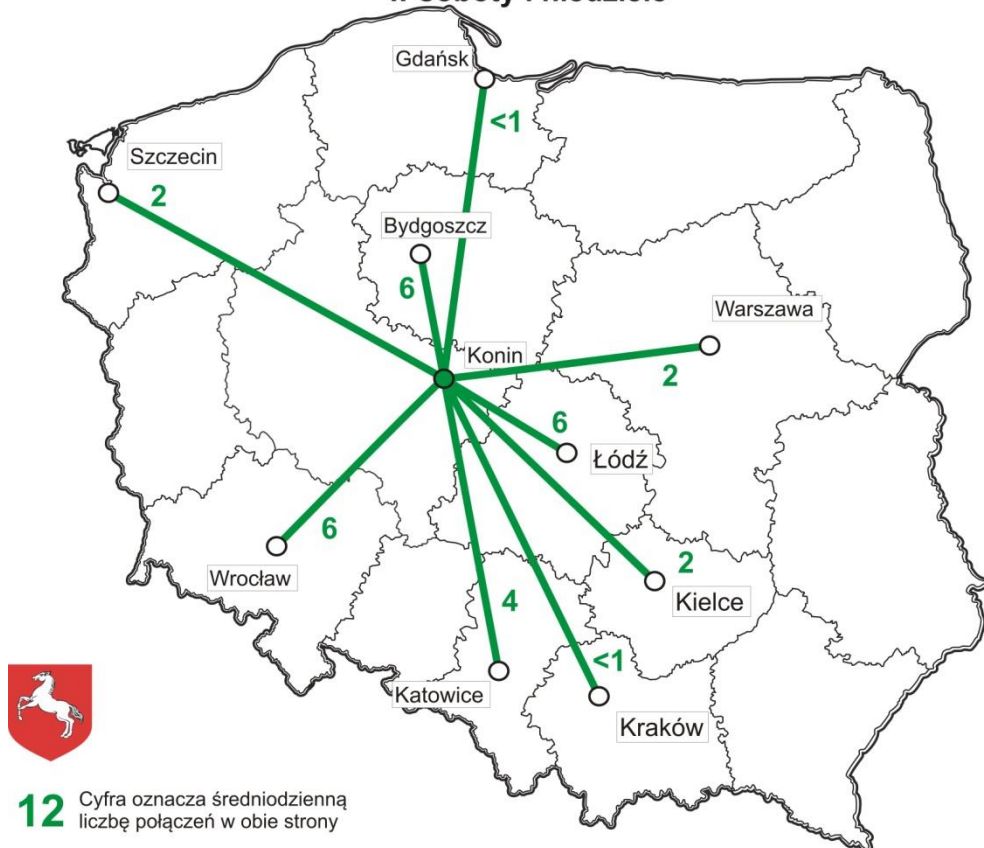 w soboty i niedziele
Gdańsk
<1
Szczecin
2
Bydgoszcz
6
Warszawa
Konin
2
6
Łódź
6
Wrocław
2
Kielce
4
<1
Katowice
Kraków
12 Cyfra oznacza średniodzienną
liczbę połączeń w obie strony